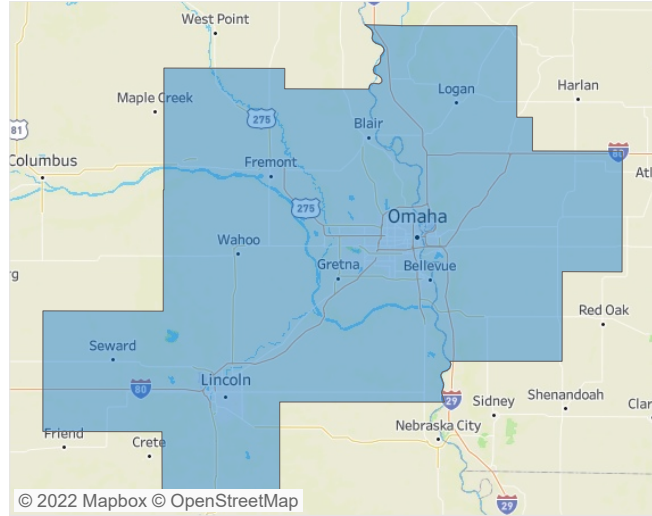 West Point
Logan
Harlan
Maple Creek
275
Blair
81
80
Columbus
Fremont
Atl
275
Omaha
Wahoo
Gretna
Bellevue
rg
Red Oak
Seward
Lincoln
80
29
Sidney
Shenandoah
Clar
Nebraska City
Friend
Crete
29
© 2022 Mapbox © OpenStreetMap